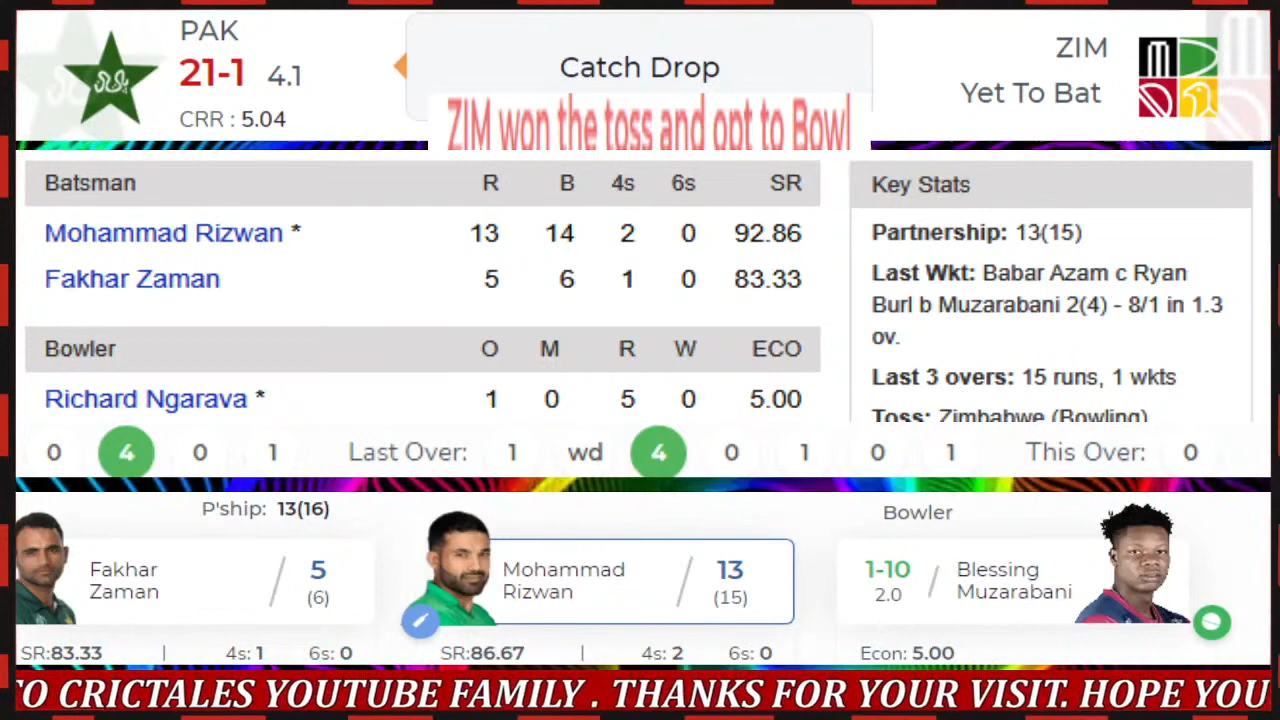 PAK
21-1 4.1
CRR : 5.04
Catch Drop
ZIM won the toss and opt to Bowl
ZIM
Yet To Bat
Batsman R B 4s 6s SR
Mohammad Rizwan * 13 14 2 0 92.86
Fakhar Zaman 5 6 1 0 83.33
Bowler O M R W ECO
Richard Ngarava * 1 0 5 0 5.00
Key Stats
Partnership: 13(15)
Last Wkt: Babar Azam c Ryan
Burl b Muzarabani 2(4) - 8/1 in 1.3
ov.
Last 3 overs: 15 runs, 1 wkts
Toss: Zimbabwe (Bowling)
0 4 0 1 Last Over: 1 wd 4 0 1 0 1 This Over: 0
P'ship: 13(16)
Fakhar
Zaman
5
(6)
SR:83.33 | 4s: 1 6s: 0
Mohammad
Rizwan
13
(15)
SR:86.67 | 4s: 2 6s: 0
Bowler
1-10
2.0
Blessing
Muzarabani
Econ: 5.00
TO CRICTALES YOUTUBE FAMILY . THANKS FOR YOUR VISIT. HOPE YOU